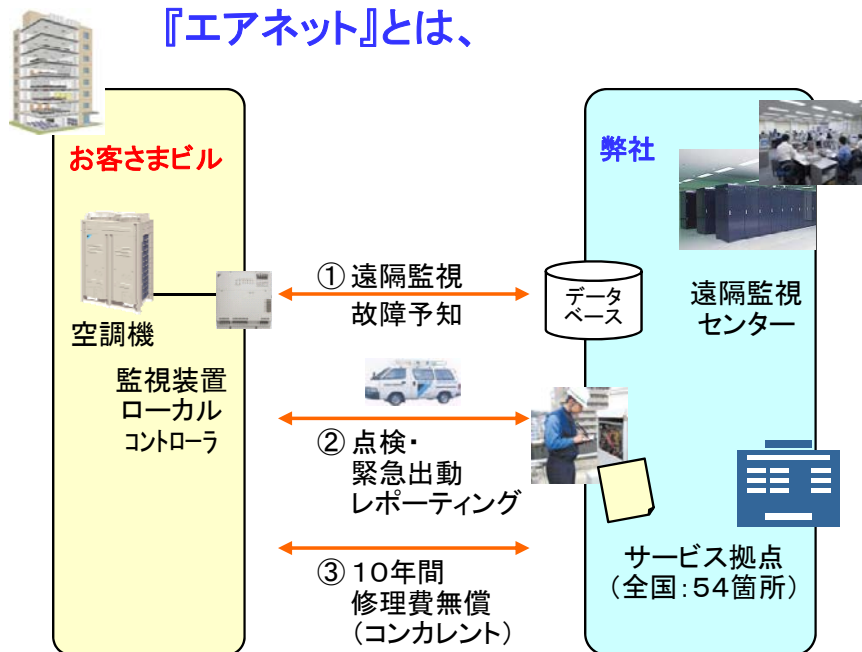 『エアネット』とは、
お客さまビル
空調機
監視装置
ローカル
コントローラ
① 遠隔監視
故障予知
② 点検・
緊急出動
レポーティング
③ 10年間
修理費無償
（コンカレント）
弊社
データ
ベース
遠隔監視
センター
サービス拠点
（全国：54箇所）